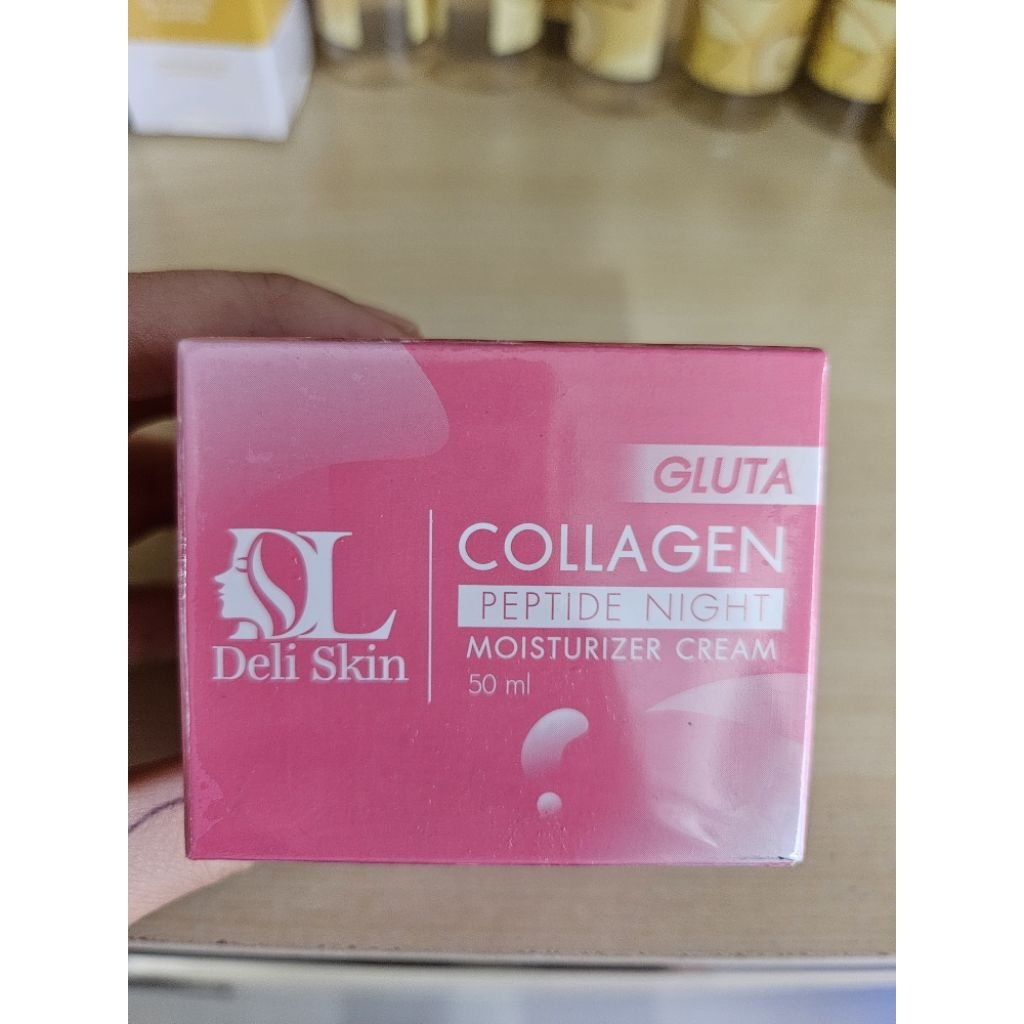 GLUTA
DL
Deli Skin
COLLAGEN
PEPTIDE NIGHT
MOISTURIZER CREAM
50 ml